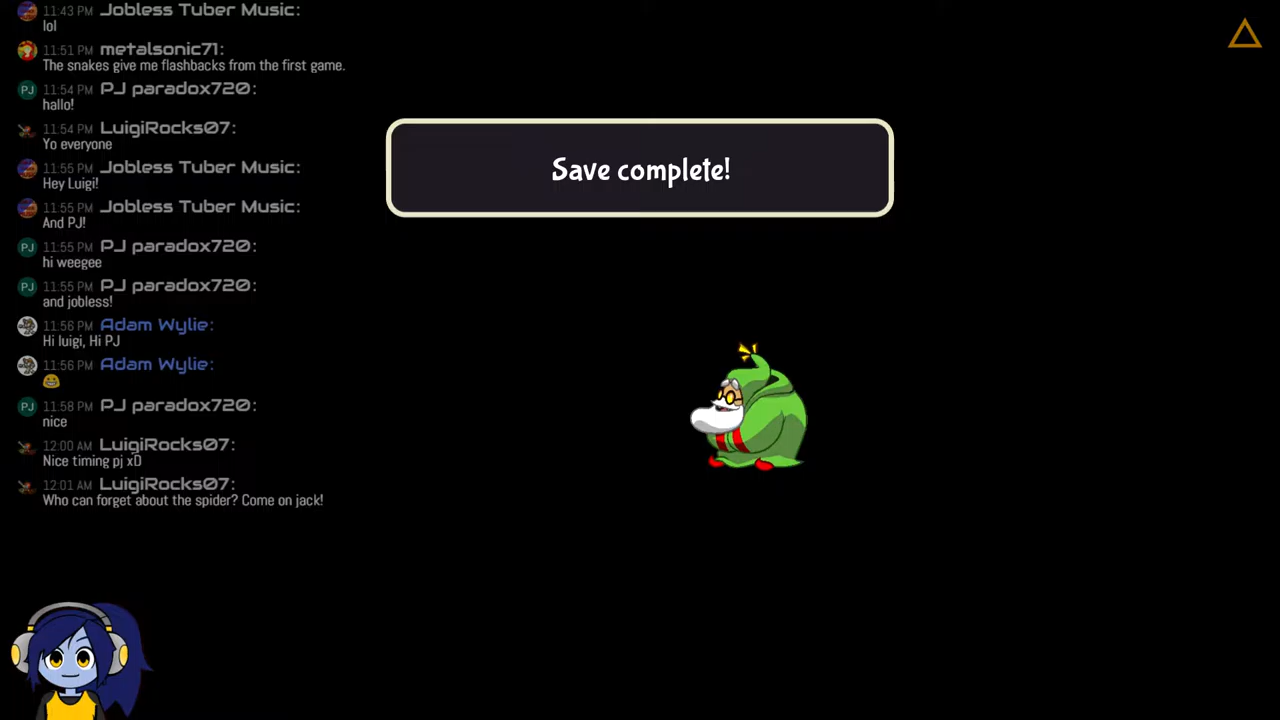 11:43 PM Jobless Tuber Music:
lol
11:51 PM metalsonic71:
The snakes give me flashbacks from the first game.
PJ 11:54 PM PJ paradox720:
hallo!
11:54 PM LuigiRocks07:
Yo everyone
11:55 PM Jobless Tuber Music:
Hey Luigi!
11:55 PM Jobless Tuber Music:
And PJ!
PJ 11:55 PM PJ paradox720:
hi weegee
PJ 11:55 PM PJ paradox720:
and jobless!
11:56 PM Adam Wylie:
Hi luigi, Hi PJ
11:56 PM Adam Wylie:
PJ 11:58 PM PJ paradox720:
nice
12:00 AM LuigiRocks07:
Nice timing pj xD
12:01 AM LuigiRocks07:
Who can forget about the spider? Come on jack!
Save complete!